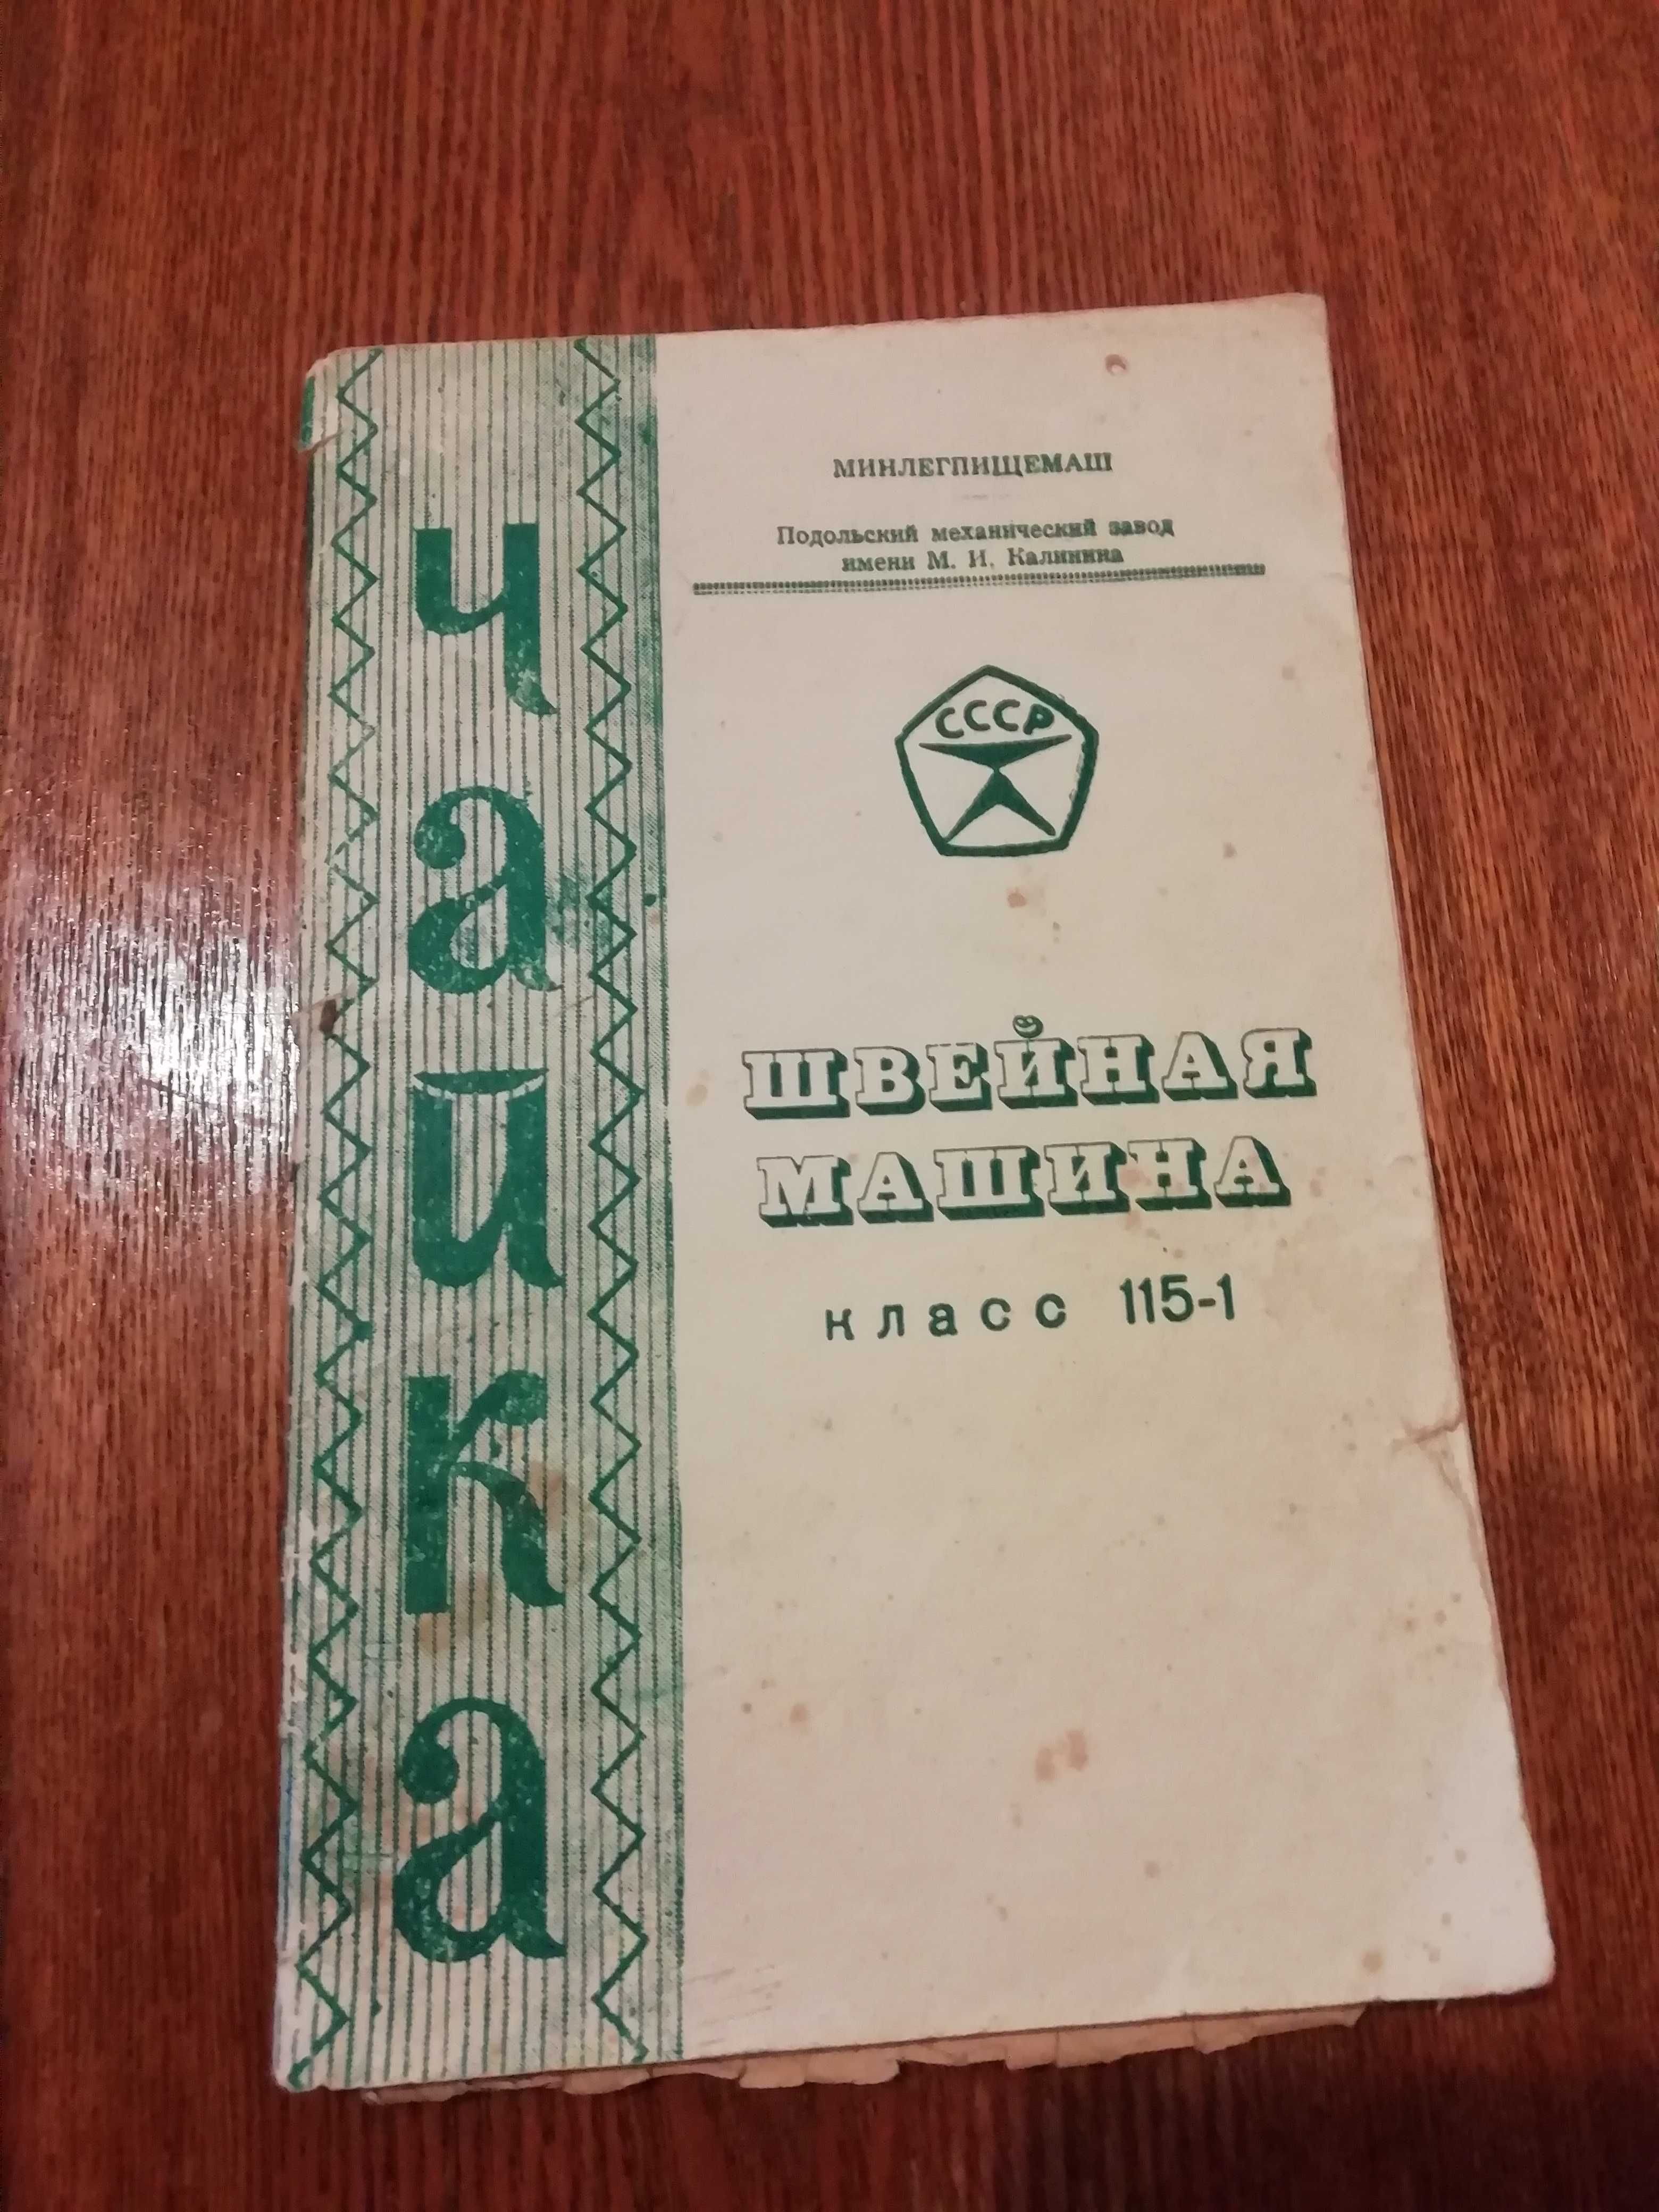 чайка
МИНЛЕГПИЩЕМАШ
Подольский механический завод
имени М. И. Калинина
СССР
ШВЕЙНАЯ
МАШИНА
класс 115-1